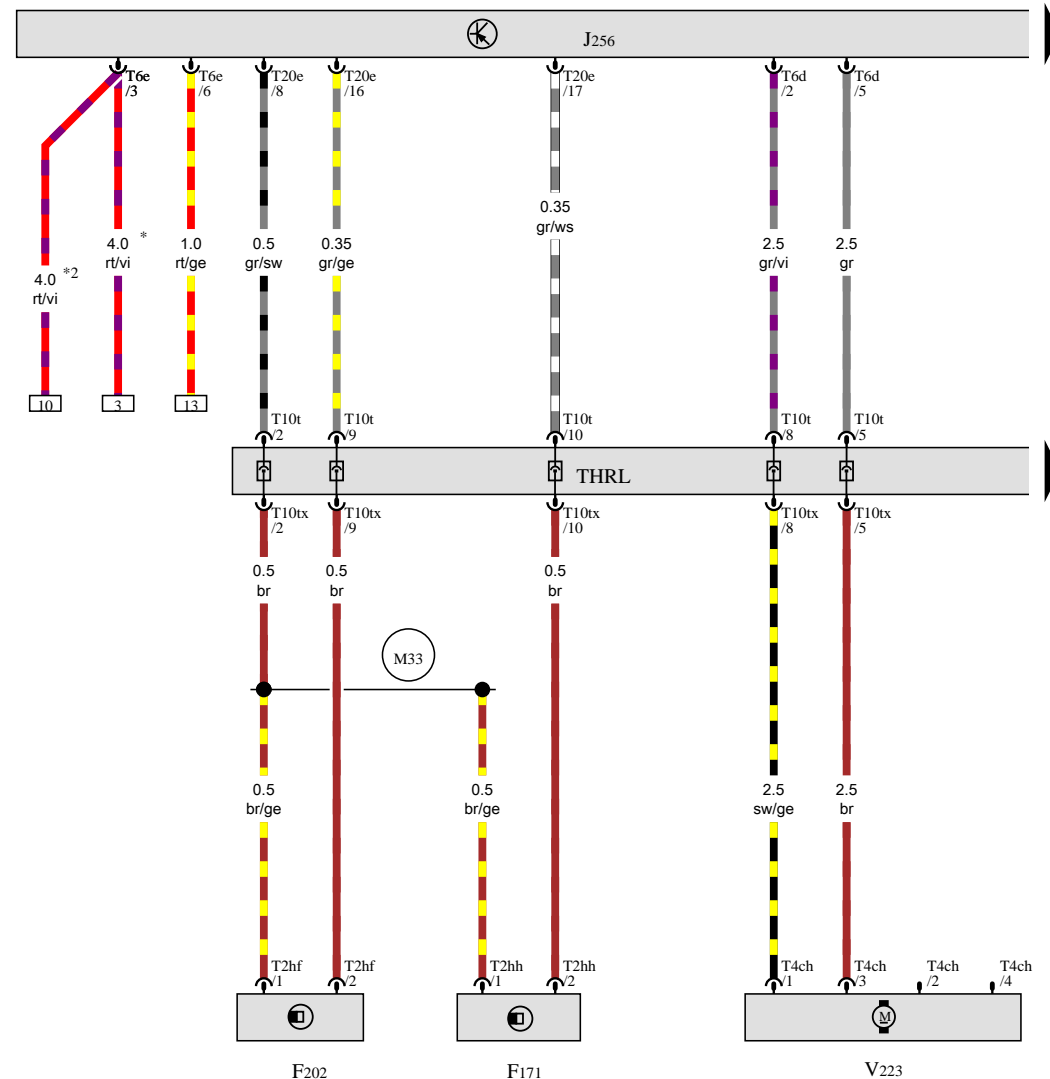 J256
T6e
/3
T6e
/6
T20e
/8
T20e
/16
T20e
/17
T6d
/2
T6d
/5
4.0 *2
rt/vi
4.0 *
rt/vi
1.0
rt/ge
0.5
gr/sw
0.35
gr/ge
0.35
gr/ws
2.5
gr/vi
2.5
gr
10
3
13
T10t
/2
T10t
/9
T10t
/10
T10t
/8
T10t
/5
THRL
T10tx
/2
T10tx
/9
T10tx
/10
T10tx
/8
T10tx
/5
0.5
br
0.5
br
0.5
br
M33
0.5
br/ge
0.5
br/ge
2.5
sw/ge
2.5
br
T2hf
/1
T2hf
/2
T2hh
/1
T2hh
/2
T4ch
/1
T4ch
/3
T4ch
/2
T4ch
/4
M
F202
F171
V223